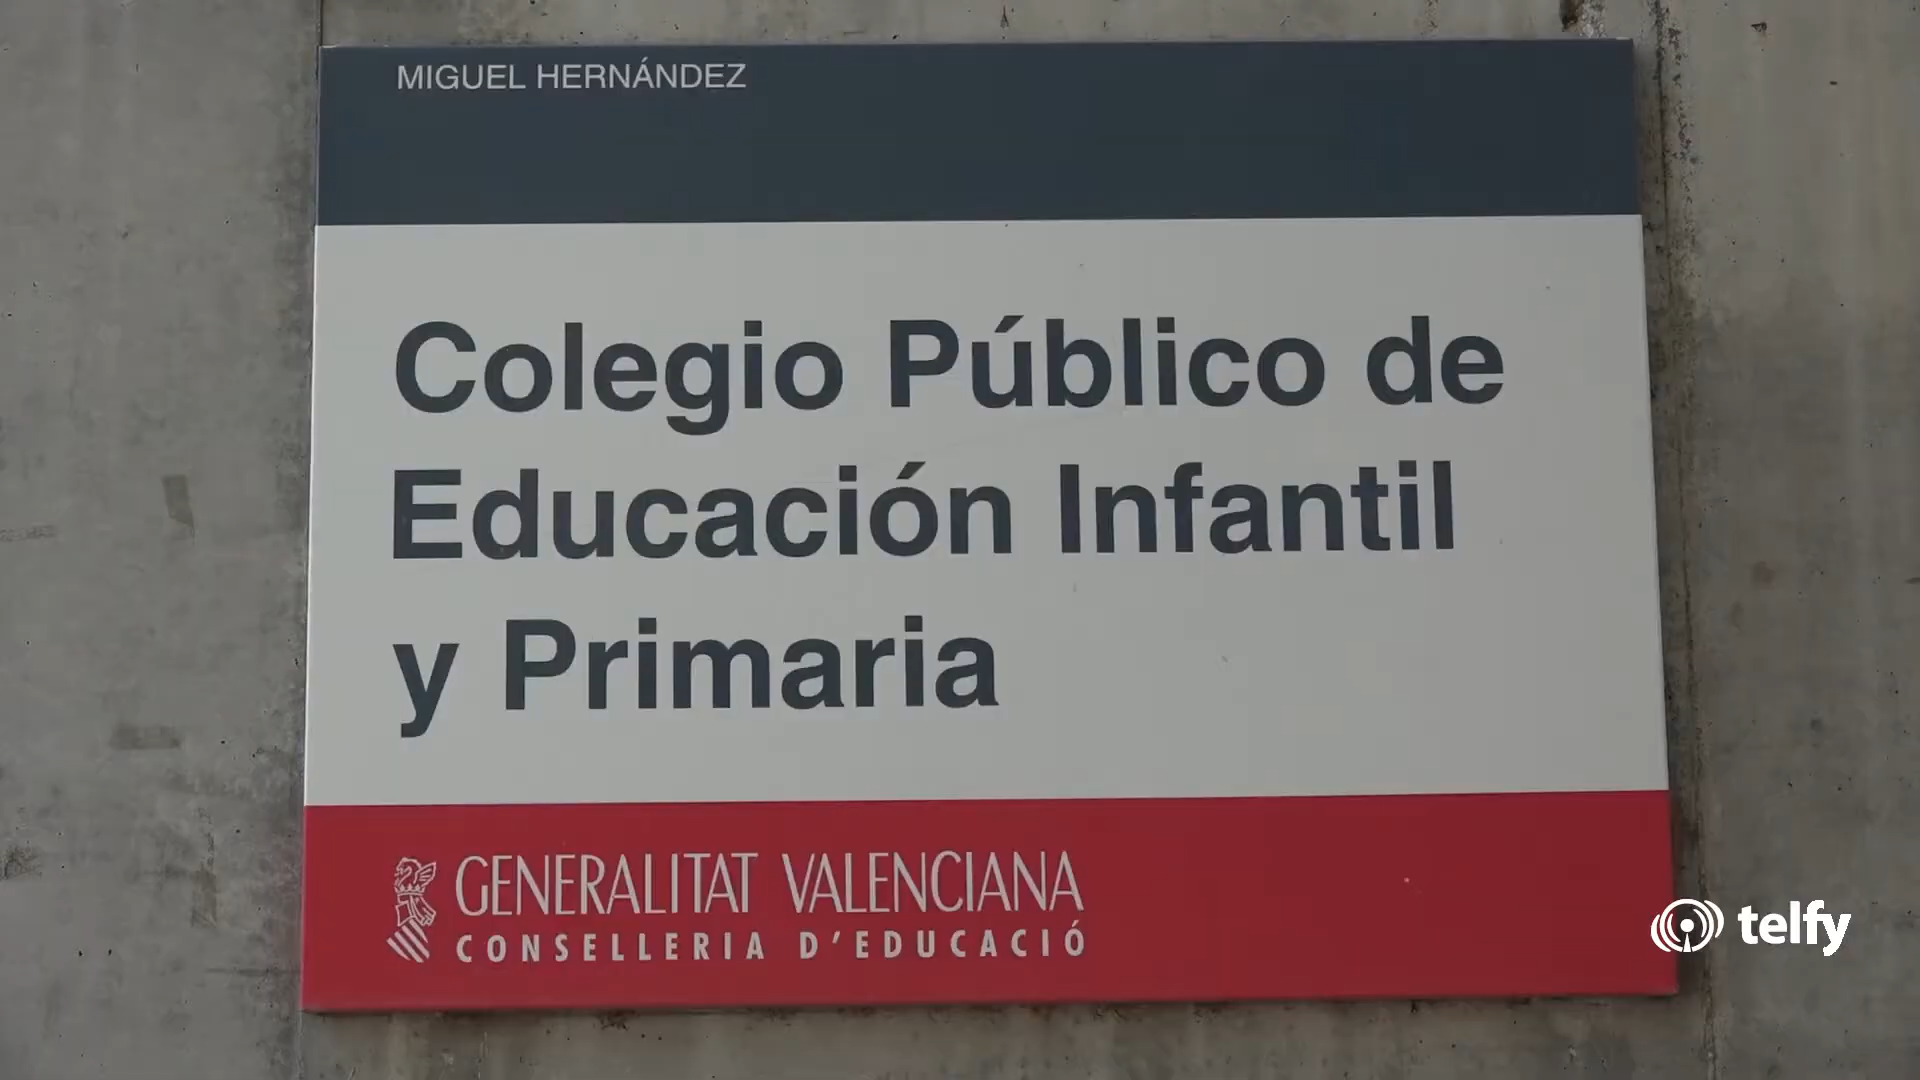 MIGUEL HERNÁNDEZ
Colegio Público de
Educación Infantil
y Primaria
GENERALITAT VALENCIANA
CONSELLERIA D'EDUCACIÓ
telfy